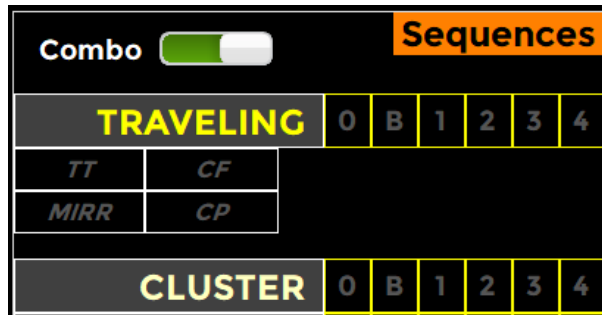 Combo
Sequences
TRAVELING 0 B 1 2 3 4
TT CF
MIRR CP
CLUSTER 0 B 1 2 3 4